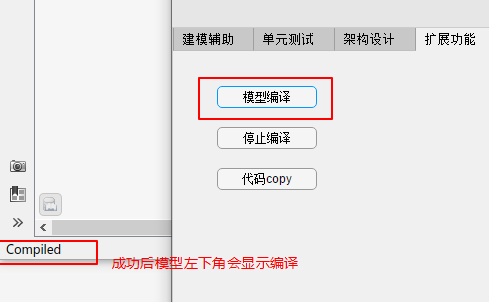 建模辅助 单元测试 架构设计 扩展功能
模型编译
停止编译
代码copy
Compiled
成功后模型左下角会显示编译